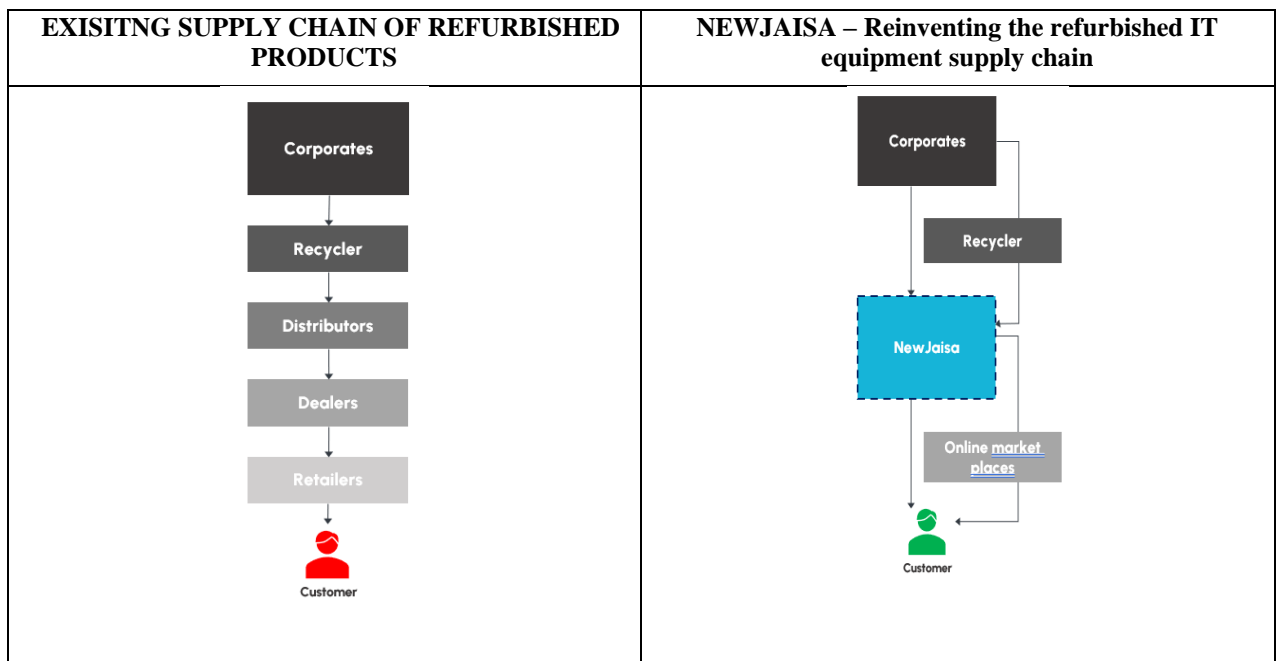 EXISITNG SUPPLY CHAIN OF REFURBISHED
PRODUCTS
Corporates
Recycler
Distributors
Dealers
Retailers
Customer
NEWJAISA – Reinventing the refurbished IT
equipment supply chain
Corporates
Recycler
NewJaisa
Online market
places
Customer